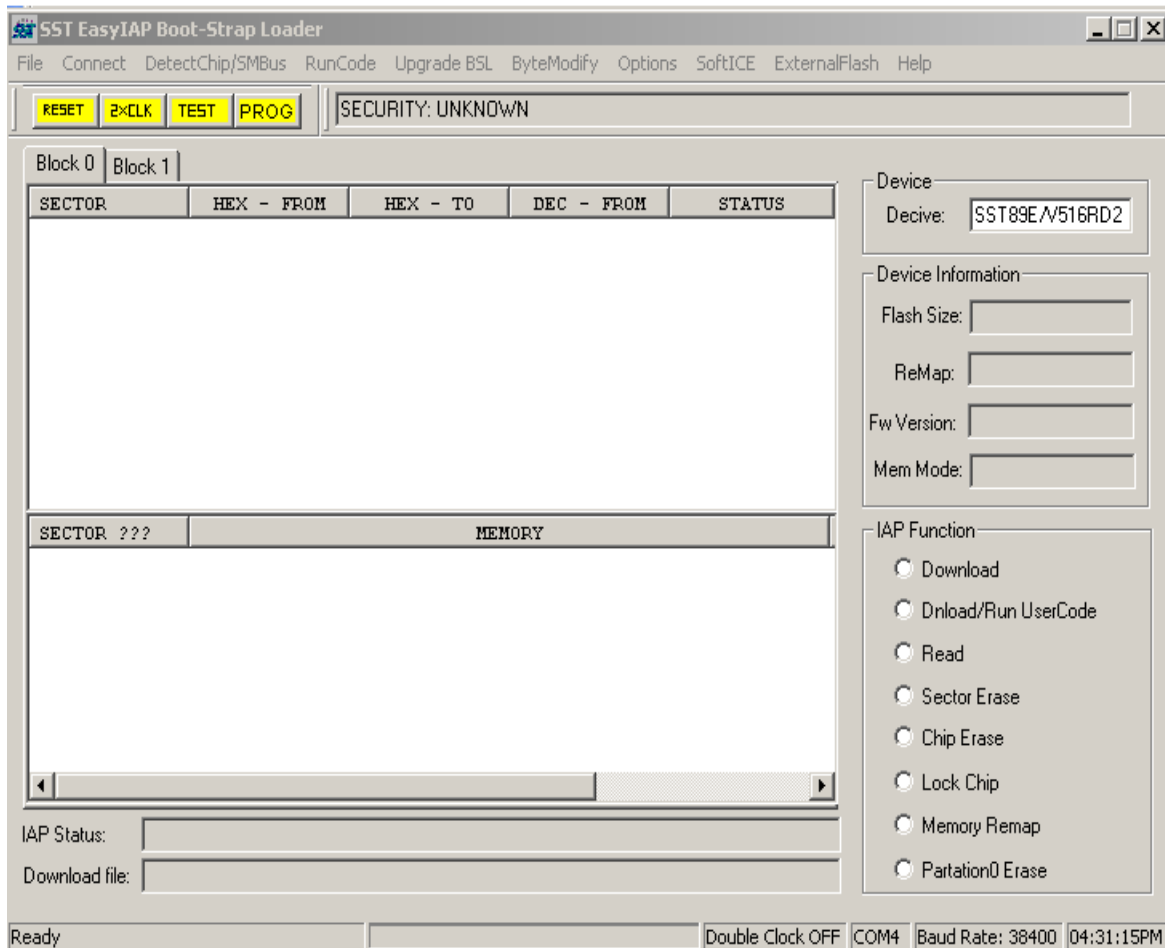 SST EasyIAP Boot-Strap Loader
File Connect DetectChip/SMBus RunCode Upgrade BSL ByteModify Options SoftICE ExternalFlash Help
RESET 2×CLK TEST PROG SECURITY: UNKNOWN
Block 0 Block 1
SECTOR HEX - FROM HEX - TO DEC - FROM STATUS
SECTOR ??? MEMORY
Device
Decive: SST89E/V516RD2
Device Information
Flash Size:
ReMap:
Fw Version:
Mem Mode:
IAP Function
Download
Dnload/Run UserCode
Read
Sector Erase
Chip Erase
Lock Chip
Memory Remap
Partation0 Erase
IAP Status:
Download file:
Ready Double Clock OFF COM4 Baud Rate: 38400 04:31:15PM